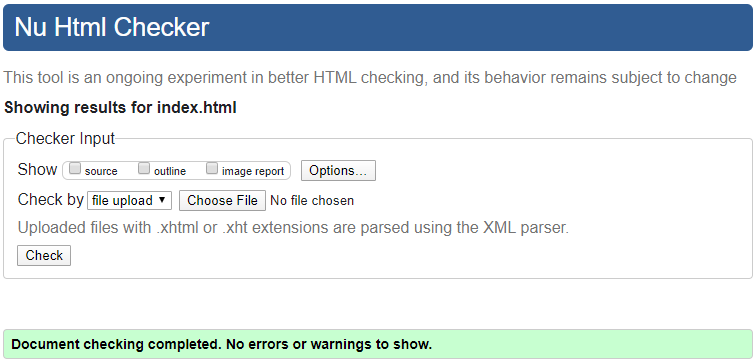 Nu Html Checker
This tool is an ongoing experiment in better HTML checking, and its behavior remains subject to change
Showing results for index.html
Checker Input
Show source outline image report Options...
Check by file upload Choose File No file chosen
Uploaded files with .xhtml or .xht extensions are parsed using the XML parser.
Check
Document checking completed. No errors or warnings to show.